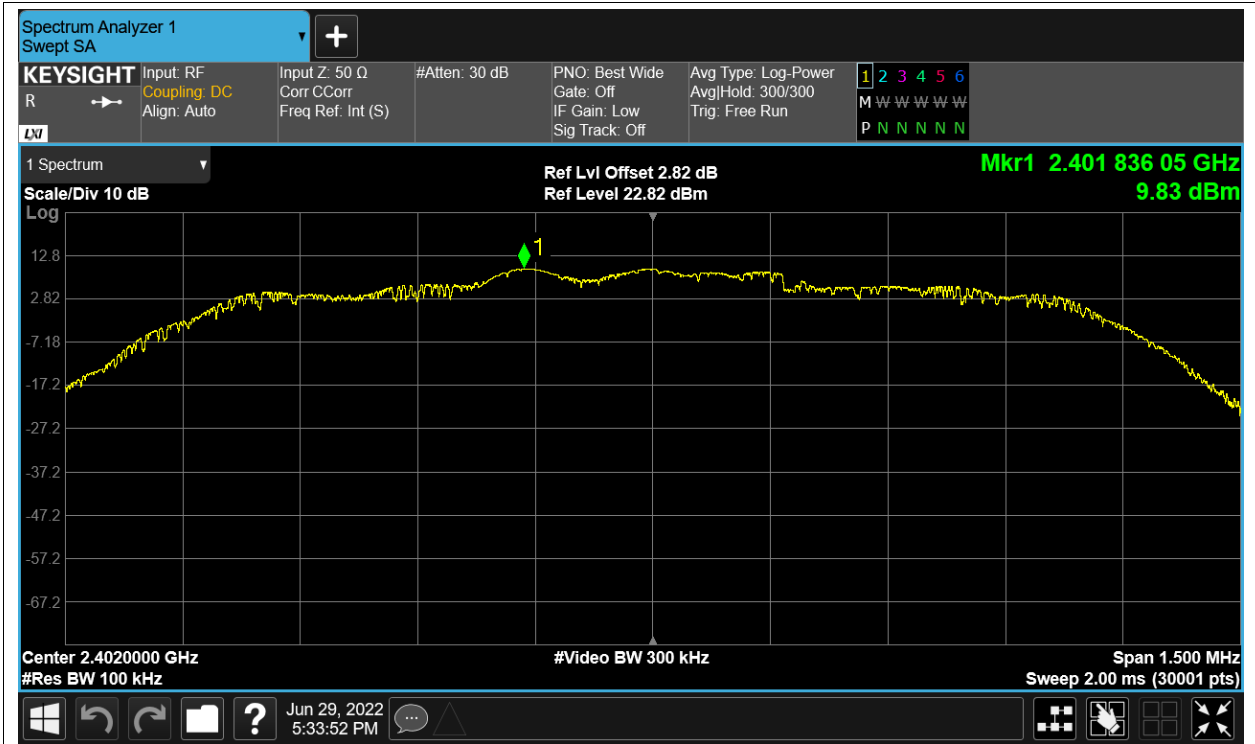 Spectrum Analyzer 1
Swept SA
KEYSIGHT
R
LXI
Input: RF
Coupling: DC
Align: Auto
Input Z: 50 Ω
Corr CCorr
Freq Ref: Int (S)
#Atten: 30 dB
PNO: Best Wide
Gate: Off
IF Gain: Low
Sig Track: Off
Avg Type: Log-Power
Avg|Hold: 300/300
Trig: Free Run
1 2 3 4 5 6
M W W W W W
P N N N N N
1 Spectrum
Scale/Div 10 dB
Log
Ref Lvl Offset 2.82 dB
Ref Level 22.82 dBm
Mkr1 2.401 836 05 GHz
9.83 dBm
1
12.8
2.82
-7.18
-17.2
-27.2
-37.2
-47.2
-57.2
-67.2
Center 2.4020000 GHz
#Res BW 100 kHz
#Video BW 300 kHz
Span 1.500 MHz
Sweep 2.00 ms (30001 pts)
?
Jun 29, 2022
5:33:52 PM